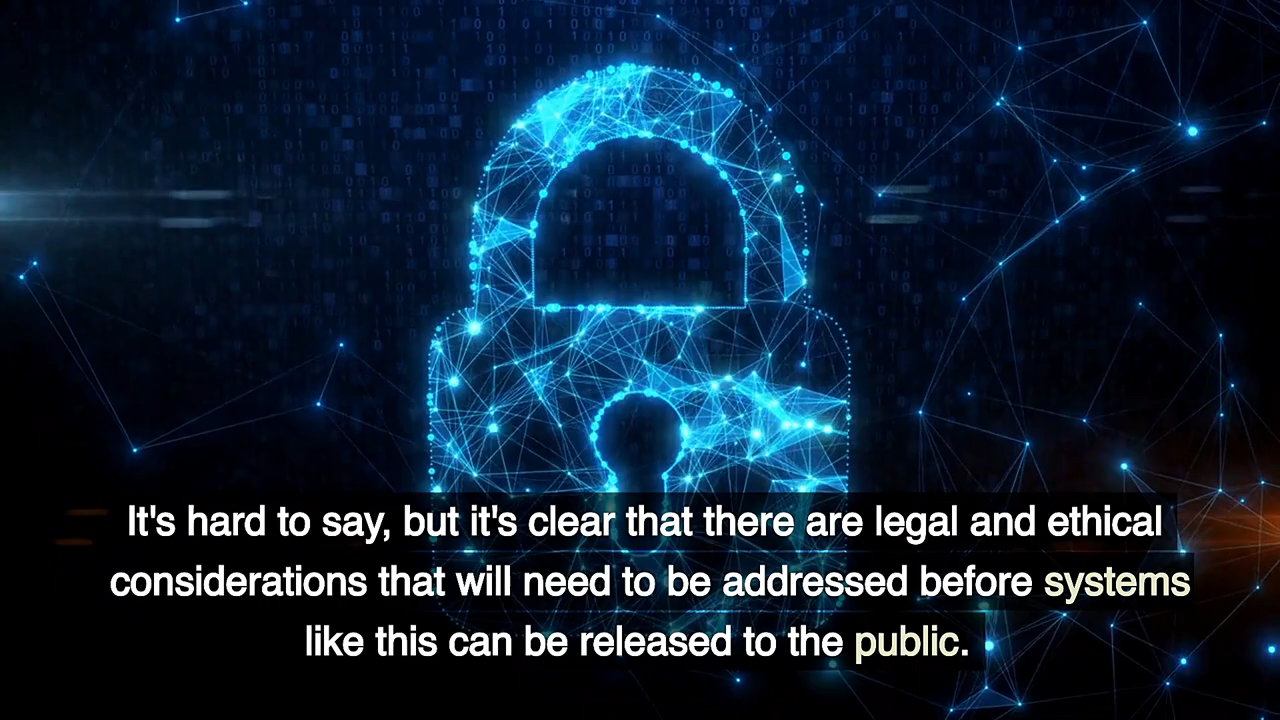 It's hard to say, but it's clear that there are legal and ethical
considerations that will need to be addressed before systems
like this can be released to the public.